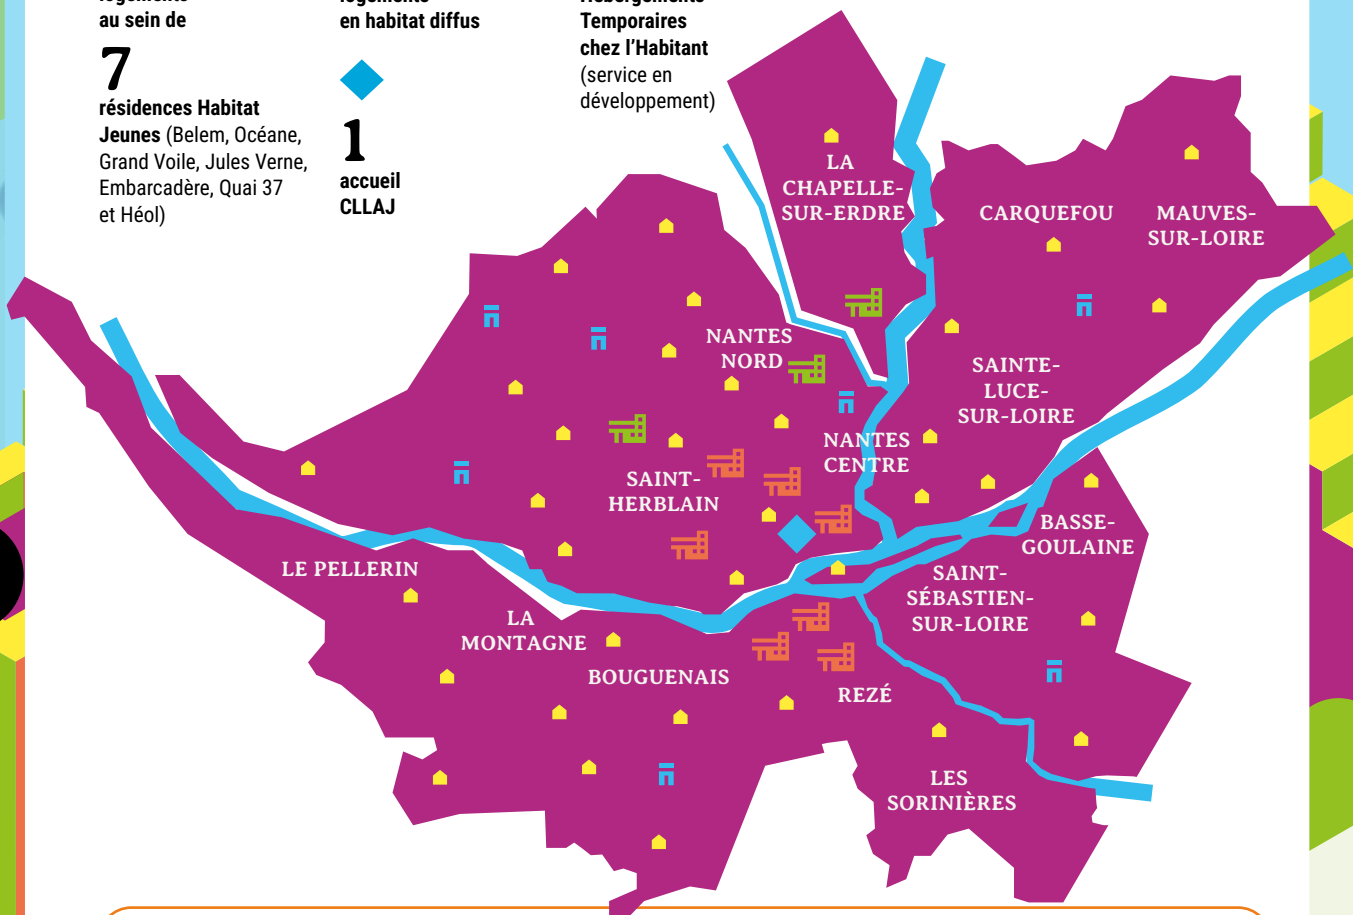 au sein de
7
résidences Habitat
Jeunes (Belem, Océane,
Grand Voile, Jules Verne,
Embarcadère, Quai 37
et Héol)
en habitat diffus
1
accueil
CLLAJ
Temporaires
chez l'Habitant
(service en
développement)
LA
CHAPELLE-
SUR-ERDRE
CARQUEFOU
MAUVES-
SUR-LOIRE
NANTES
NORD
SAINTE-
LUCE-
SUR-LOIRE
NANTES
CENTRE
SAINT-
HERBLAIN
BASSE-
GOULAINE
LE PELLERIN
SAINT-
SÉBASTIEN-
SUR-LOIRE
LA
MONTAGNE
BOUGUENAIS
REZÉ
LES
SORINIÈRES